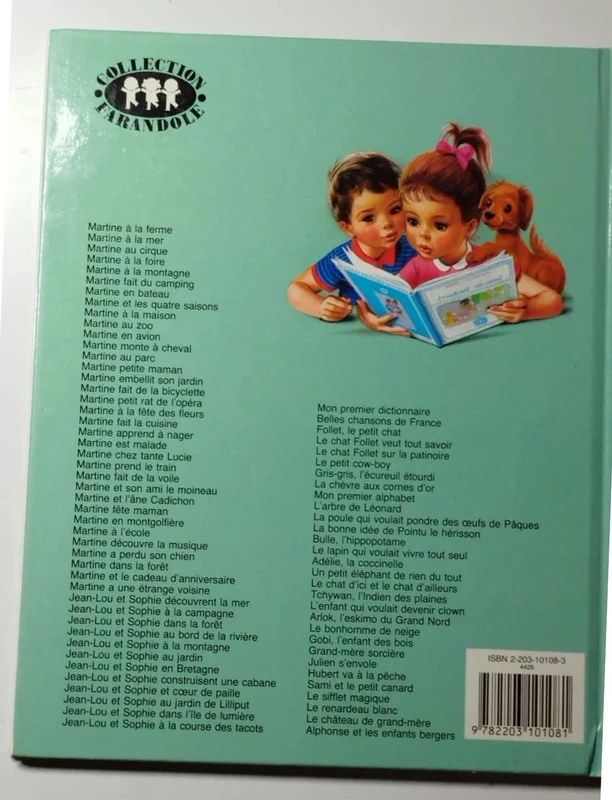 COLLECTION
FARANDOLE
Martine à la ferme
Martine à la mer
Martine au cirque
Martine à la foire
Martine à la montagne
Martine fait du camping
Martine en bateau
Martine et les quatre saisons
Martine à la maison
Martine au zoo
Martine en avion
Martine monte à cheval
Martine au parc
Martine petite maman
Martine embellit son jardin
Martine fait de la bicyclette
Martine petit rat de l'opéra
Martine à la fête des fleurs
Martine fait la cuisine
Martine apprend à nager
Martine est malade
Martine chez tante Lucie
Martine prend le train
Martine fait de la voile
Martine et son ami le moineau
Martine et l'âne Cadichon
Martine fête maman
Martine en montgolfière
Martine à l'école
Martine découvre la musique
Martine a perdu son chien
Martine dans la forêt
Martine et le cadeau d'anniversaire
Martine a une étrange voisine
Jean-Lou et Sophie découvrent la mer
Jean-Lou et Sophie à la campagne
Jean-Lou et Sophie dans la forêt
Jean-Lou et Sophie au bord de la rivière
Jean-Lou et Sophie à la montagne
Jean-Lou et Sophie au jardin
Jean-Lou et Sophie en Bretagne
Jean-Lou et Sophie construisent une cabane
Jean-Lou et Sophie et cœur de paille
Jean-Lou et Sophie au jardin de Lilliput
Jean-Lou et Sophie dans l'île de lumière
Jean-Lou et Sophie à la course des tacots
Mon premier dictionnaire
Belles chansons de France
Follet, le petit chat
Le chat Follet veut tout savoir
Le chat Follet sur la patinoire
Le petit cow-boy
Gris-gris, l'écureuil étourdi
La chèvre aux cornes d'or
Mon premier alphabet
L'arbre de Léonard
La poule qui voulait pondre des œufs de Pâques
La bonne idée de Pointu le hérisson
Bulle, l'hippopotame
Le lapin qui voulait vivre tout seul
Adélie, la coccinelle
Un petit éléphant de rien du tout
Le chat d'ici et le chat d'ailleurs
Tchywan, l'Indien des plaines
L'enfant qui voulait devenir clown
Arlok, l'eskimo du Grand Nord
Le bonhomme de neige
Gobi, l'enfant des bois
Grand-mère sorcière
Julien s'envole
Hubert va à la pêche
Sami et le petit canard
Le sifflet magique
Le renardeau blanc
Le château de grand-mère
Alphonse et les enfants bergers
ISBN 2-203-10108-3
4426
9 782203 101081